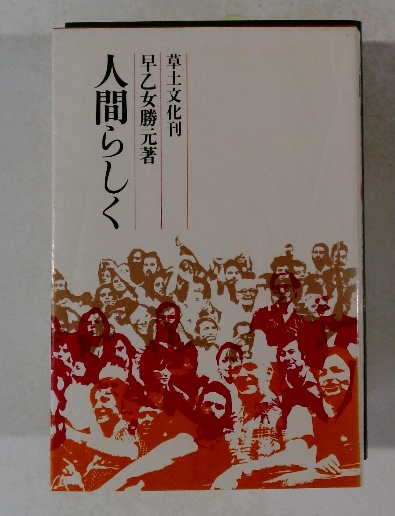 草土文化刊
早乙女勝元著
人間らしく